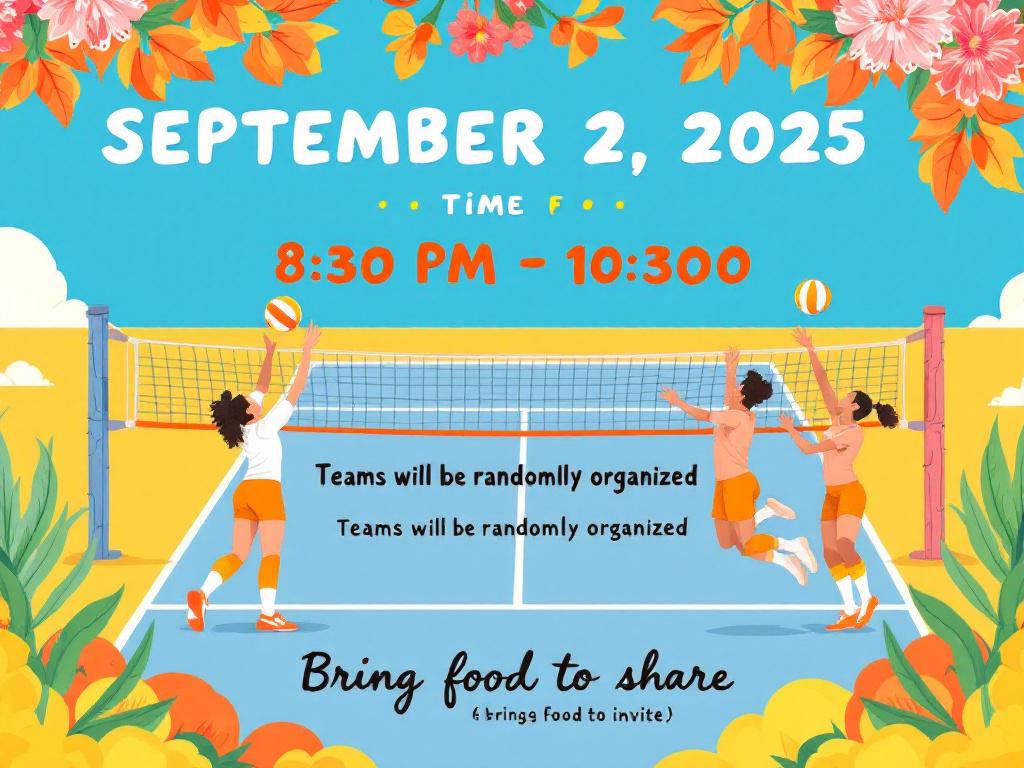 SEPTEMBER 2, 2025
• • TiME F • •
8:30 PM - 10:300
Teams will be randomlly organized
Teams will be randomly organized
Bring food to share
food to invite)